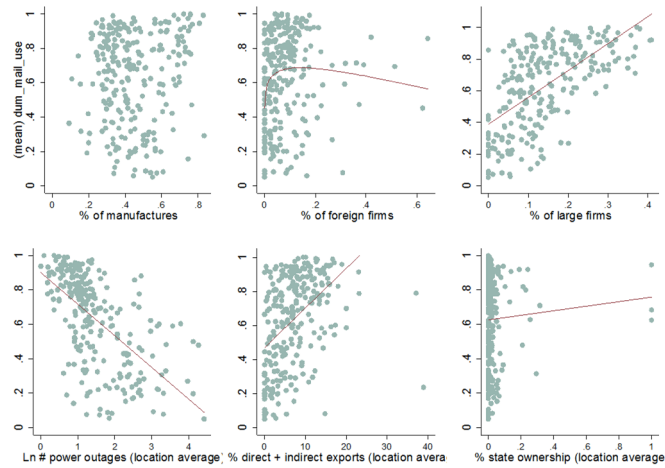 (mean) dum_mail_use
1
.8
.6
.4
.2
0
0 .2 .4 .6 .8
% of manufactures
1
.8
.6
.4
.2
0
0 .2 .4 .6
% of foreign firms
1
.8
.6
.4
.2
0
0 .1 .2 .3 .4
% of large firms
1
.8
.6
.4
.2
0
0 1 2 3 4
Ln # power outages (location average)
1
.8
.6
.4
.2
0
0 10 20 30 40
% direct + indirect exports (location avera
1
.8
.6
.4
.2
0
0 .2 .4 .6 .8 1
% state ownership (location average